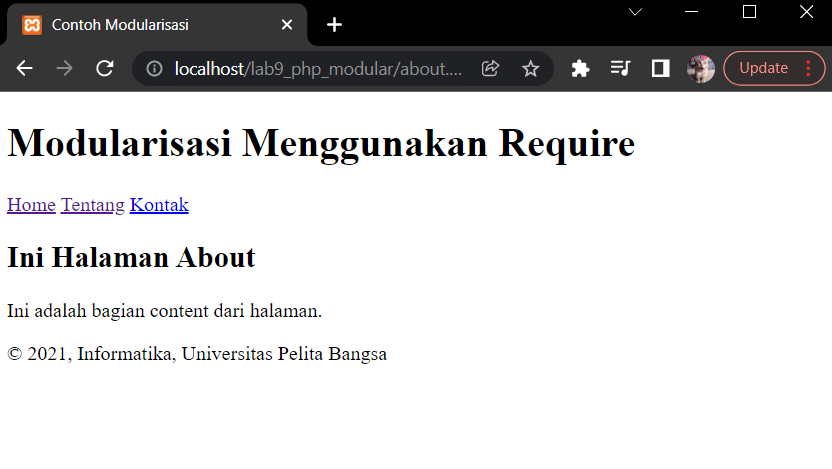 Contoh Modularisasi
localhost/lab9_php_modular/about....
Update
Modularisasi Menggunakan Require
Home Tentang Kontak
Ini Halaman About
Ini adalah bagian content dari halaman.
© 2021, Informatika, Universitas Pelita Bangsa